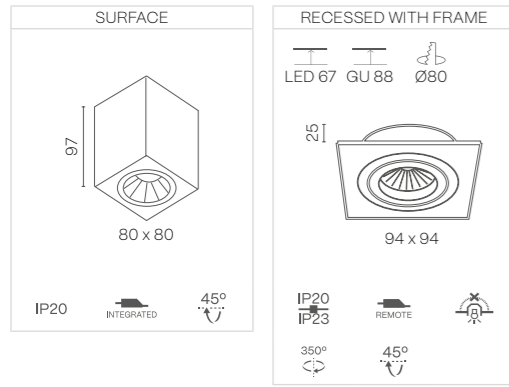 SURFACE
97
80 x 80
IP20
INTEGRATED
45º
RECESSED WITH FRAME
LED 67 GU 88 Ø80
25
94 x 94
IP20
IP23
REMOTE
350º
45º